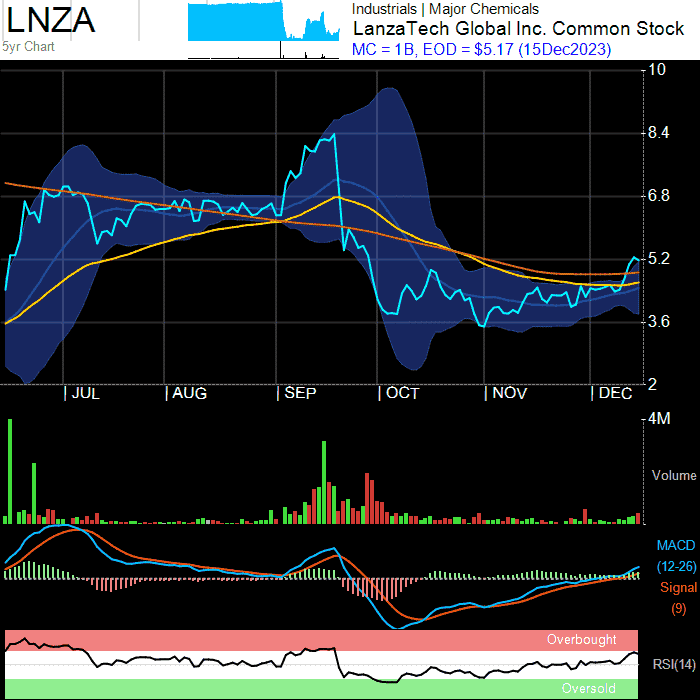 LNZA
5yr Chart
Industrials | Major Chemicals
LanzaTech Global Inc. Common Stock
MC = 1B, EOD = $5.17 (15Dec2023)
10
8.4
6.8
5.2
3.6
2
| JUL | AUG | SEP | OCT | NOV | DEC
4M
Volume
MACD
(12-26)
Signal
(9)
Overbought
RSI(14)
Oversold